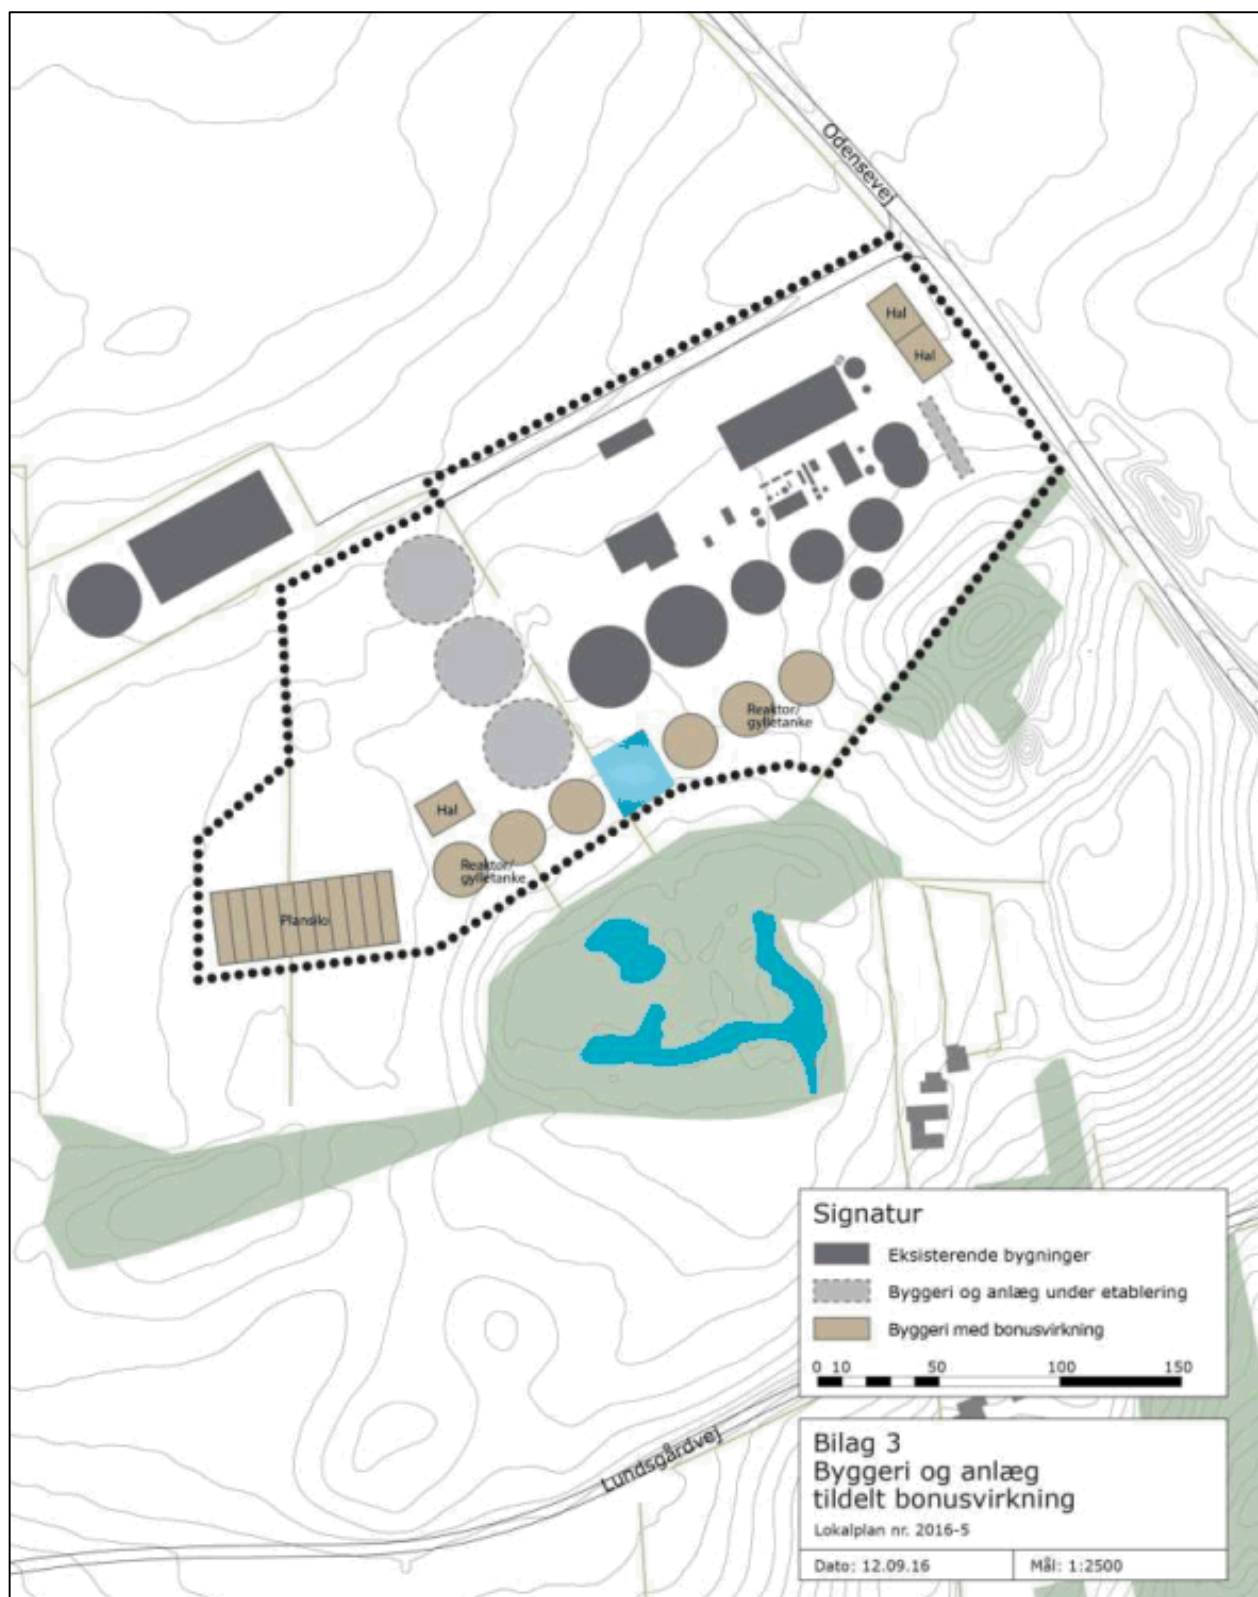 Odensevej
Hal
Hal
Reaktor/
gylletanke
Hal
Reaktor/
gylletanke
Plansilo
Signatur
Eksisterende bygninger
Byggeri og anlæg under etablering
Byggeri med bonusvirkning
0 10 50 100 150
Lundsgårdvej
Bilag 3
Byggeri og anlæg
tildelt bonusvirkning
Lokalplan nr. 2016-5
Dato: 12.09.16 Mål: 1:2500